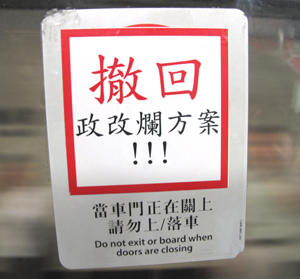 撤回
政改爛方案
!!!
當車門正在關上
請勿上/落車
Do not exit or board when
doors are closing